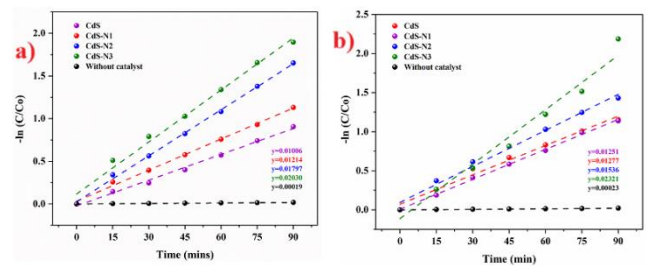 a)
CdS
CdS-N1
CdS-N2
CdS-N3
Without catalyst
-ln (C/Co)
2.0
1.5
1.0
0.5
0.0
y=0.01006
y=0.01214
y=0.01797
y=0.02030
y=0.00019
0 15 30 45 60 75 90
Time (mins)
b)
CdS
CdS-N1
CdS-N2
CdS-N3
Without catalyst
-ln (C/Co)
2.5
2.0
1.5
1.0
0.5
0.0
y=0.01251
y=0.01277
y=0.01536
y=0.02321
y=0.00023
0 15 30 45 60 75 90
Time (min)